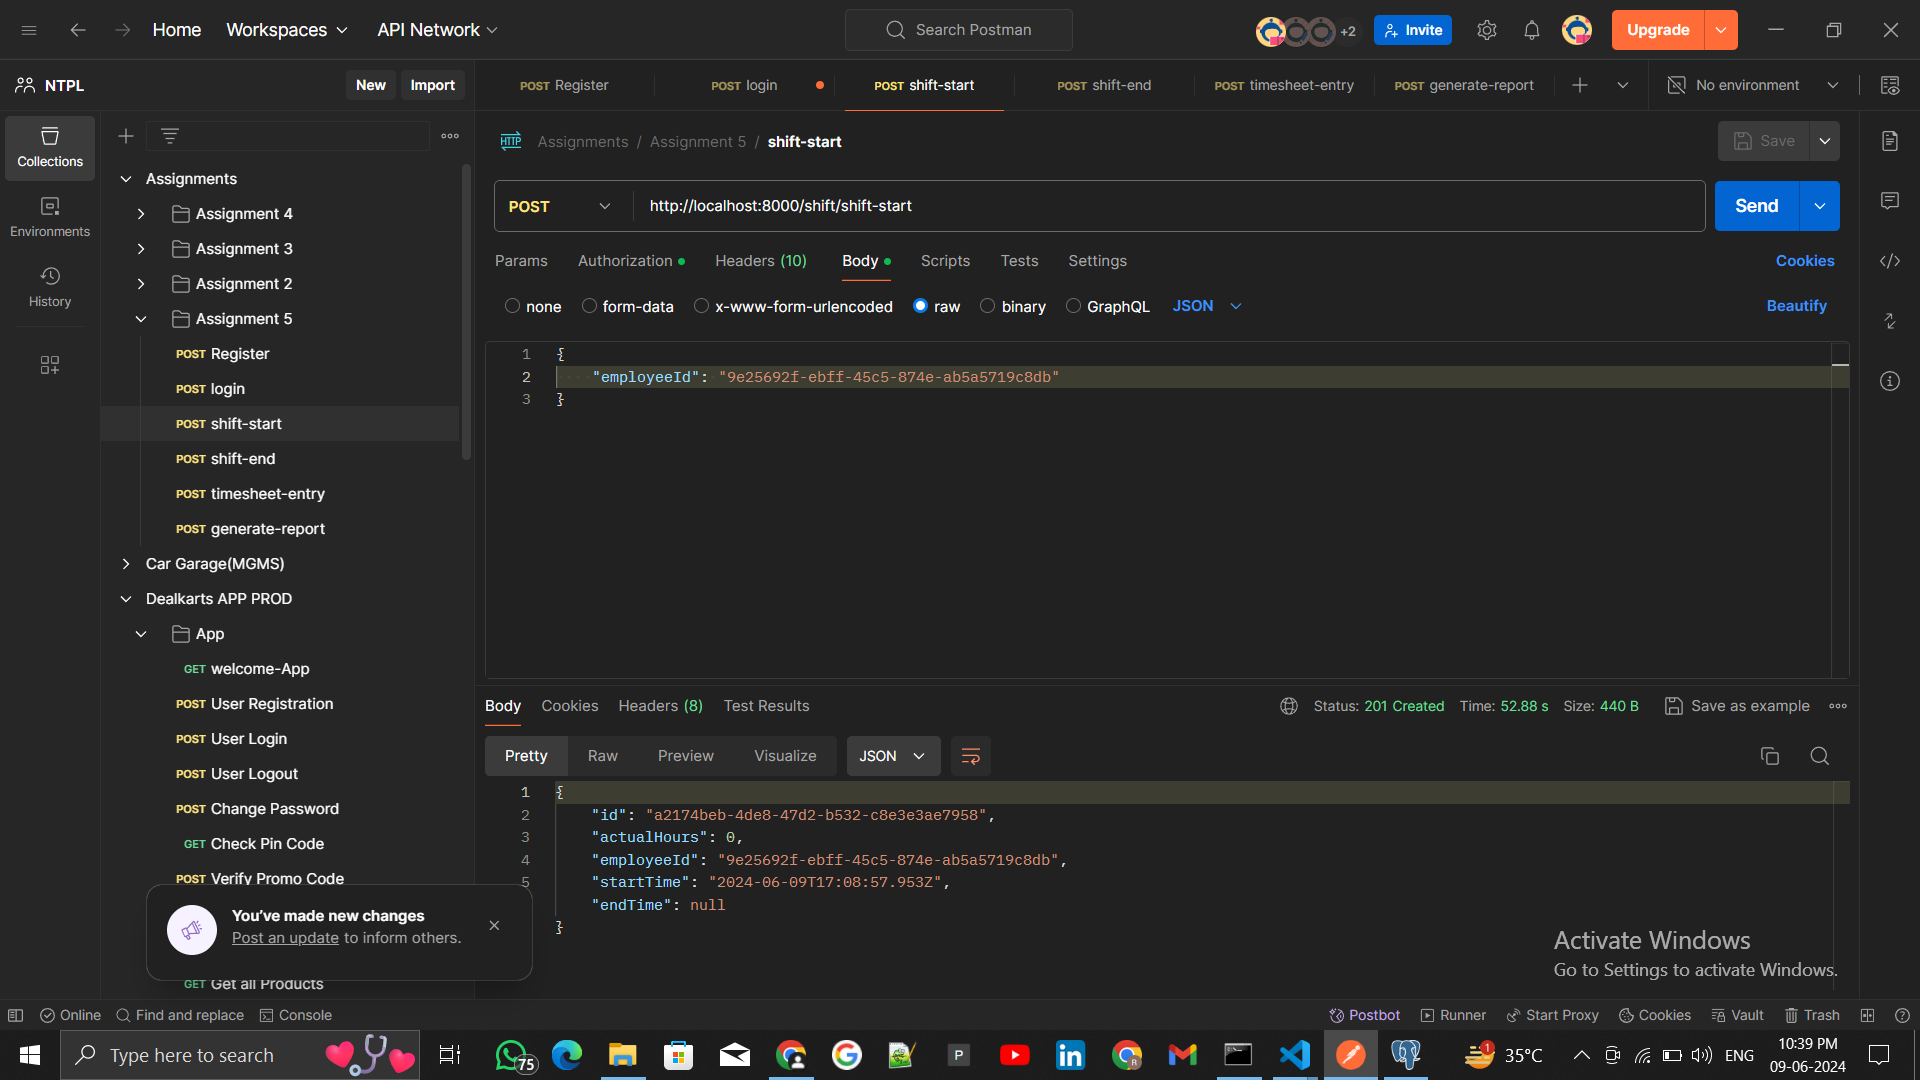 Home Workspaces API Network Search Postman +2 Invite Upgrade
NTPL New Import
POST Register POST login POST shift-start POST shift-end POST timesheet-entry POST generate-report No environment
Collections
Environments
History
Assignments
Assignment 4
Assignment 3
Assignment 2
Assignment 5
POST Register
POST login
POST shift-start
POST shift-end
POST timesheet-entry
POST generate-report
Car Garage(MGMS)
Dealkarts APP PROD
App
GET welcome-App
POST User Registration
POST User Login
POST User Logout
POST Change Password
GET Check Pin Code
POST Verify Promo Code
GET Get all Products
You've made new changes
Post an update to inform others.
HTTP Assignments / Assignment 5 / shift-start Save
POST http://localhost:8000/shift/shift-start Send
Params Authorization Headers (10) Body Scripts Tests Settings Cookies
none form-data x-www-form-urlencoded raw binary GraphQL JSON Beautify
1 {
2 "employeeId": "9e25692f-ebff-45c5-874e-ab5a5719c8db"
3 }
Body Cookies Headers (8) Test Results Status: 201 Created Time: 52.88 s Size: 440 B Save as example
Pretty Raw Preview Visualize JSON
1 {
2 "id": "a2174beb-4de8-47d2-b532-c8e3e3ae7958",
3 "actualHours": 0,
4 "employeeId": "9e25692f-ebff-45c5-874e-ab5a5719c8db",
5 "startTime": "2024-06-09T17:08:57.953Z",
"endTime": null
}
Activate Windows
Go to Settings to activate Windows.
Online Find and replace Console Postbot Runner Start Proxy Cookies Vault Trash
Type here to search 75 P R 1 35°C ENG 10:39 PM
09-06-2024